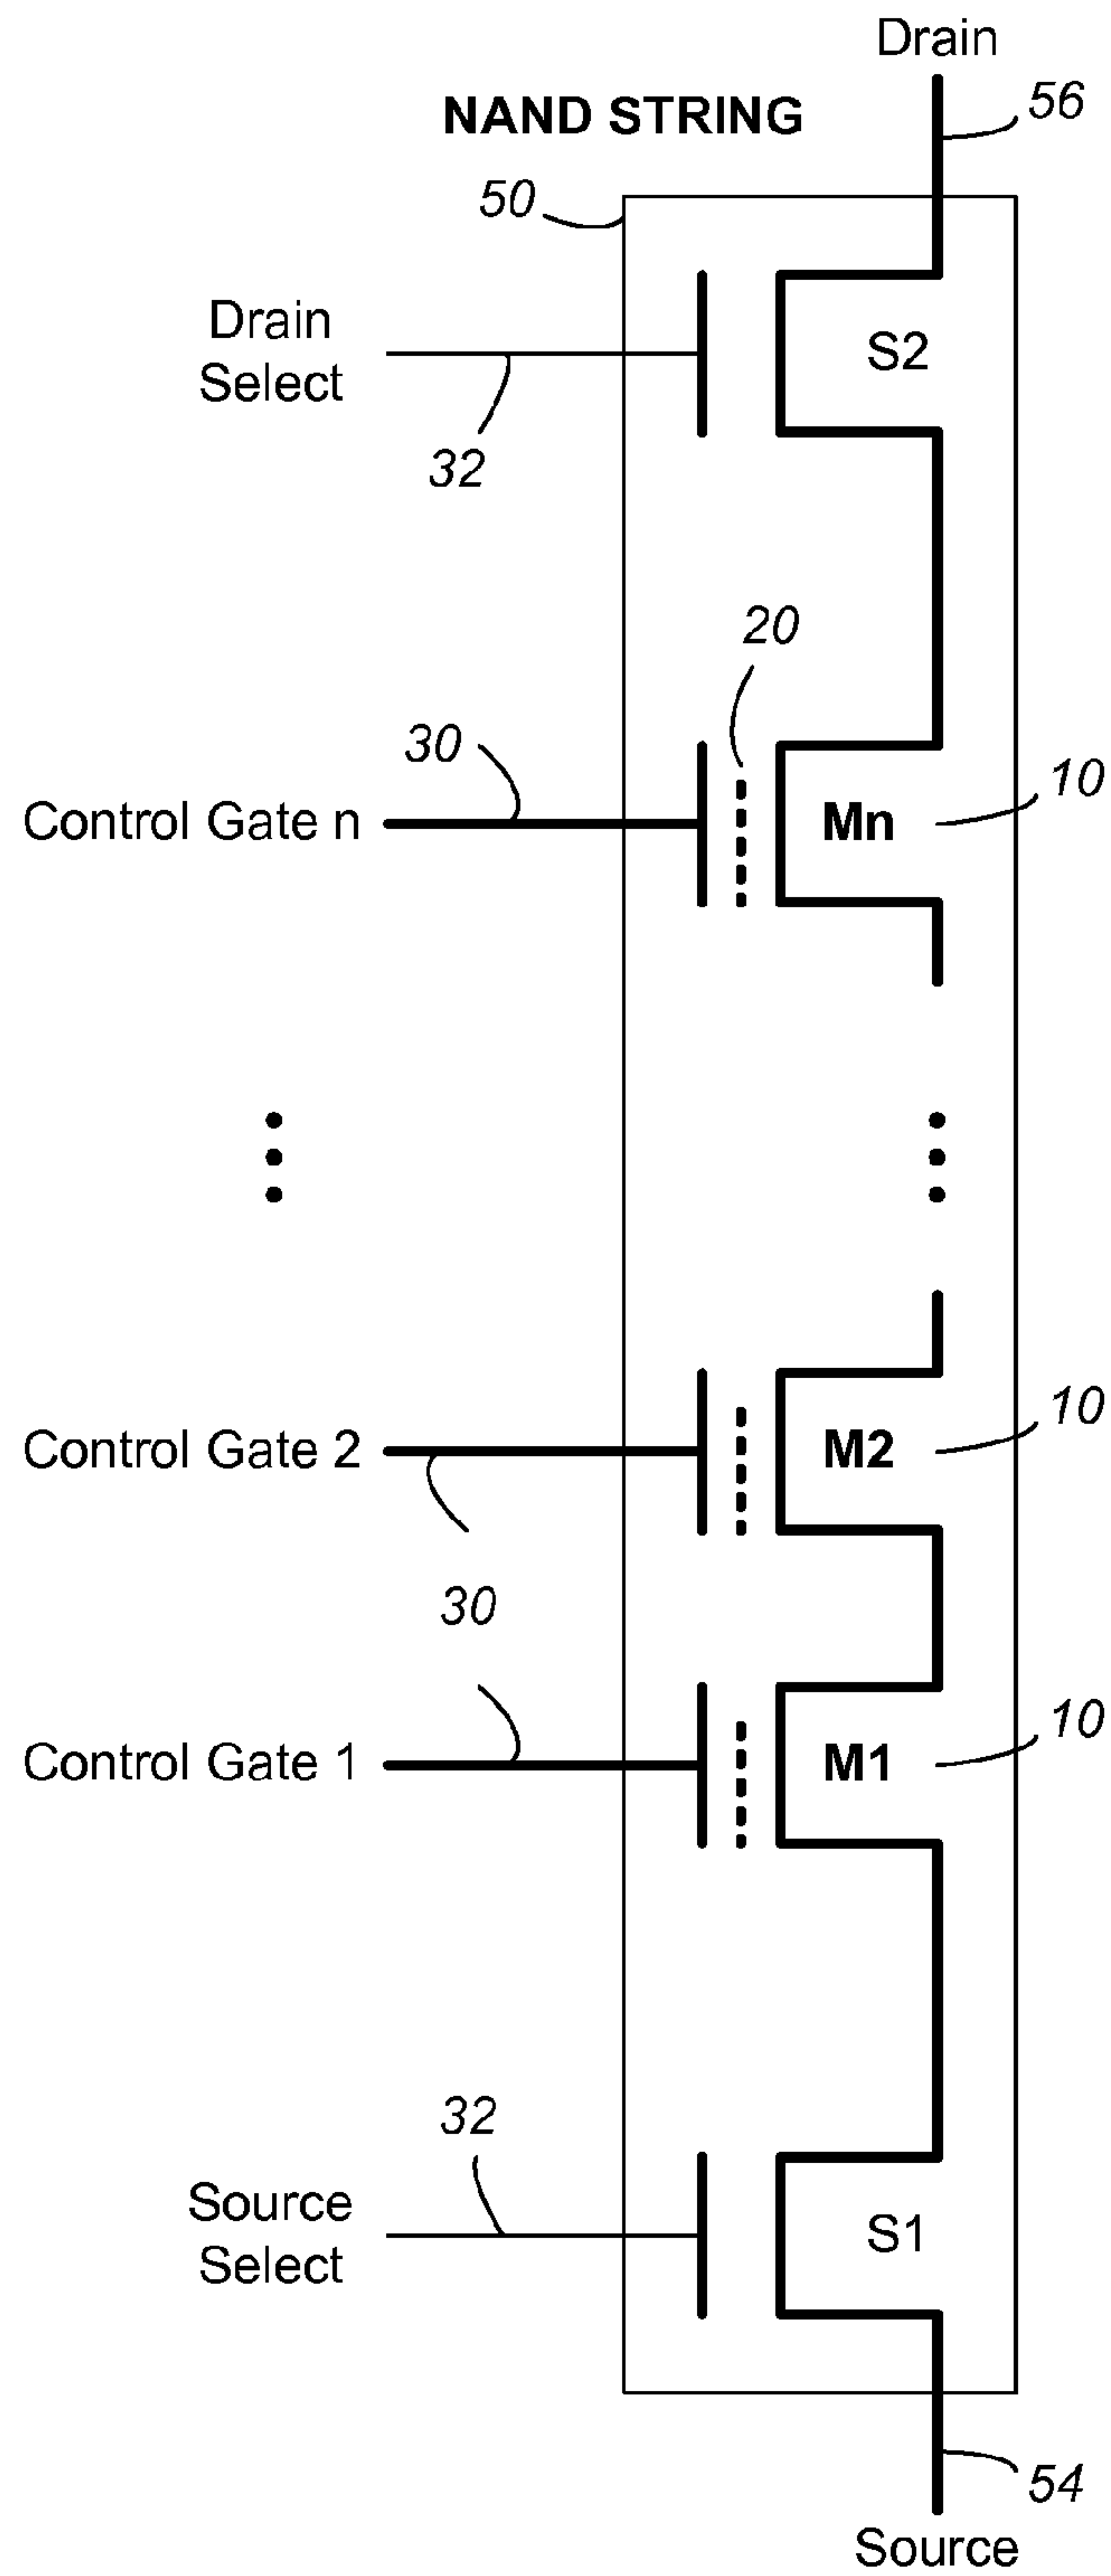 Drain
NAND STRING
56
50
Drain
Select
S2
32
20
30
10
Control Gate n
Mn
10
Control Gate 2
M2
30
10
Control Gate 1
M1
32
Source
Select
S1
54
Source